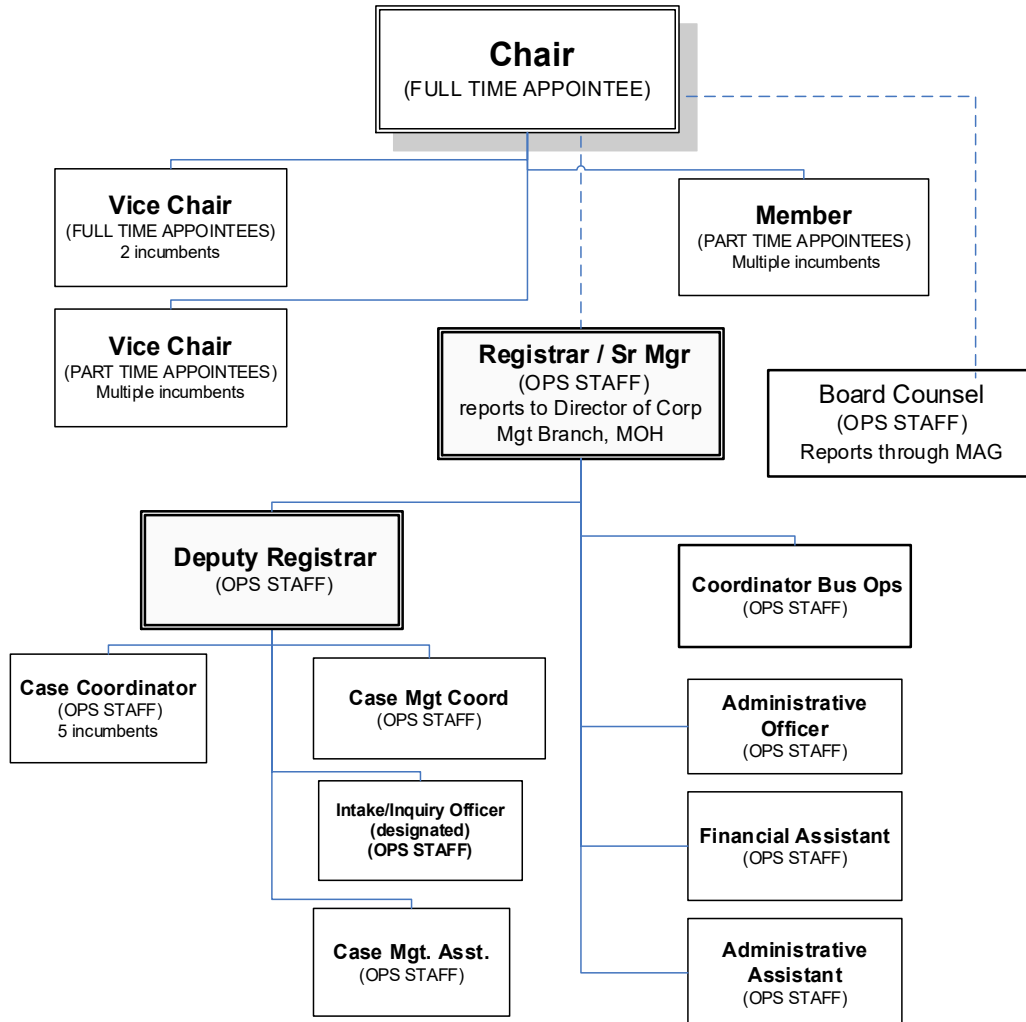 Chair
(FULL TIME APPOINTEE)
Vice Chair
(FULL TIME APPOINTEES)
2 incumbents
Member
(PART TIME APPOINTEES)
Multiple incumbents
Vice Chair
(PART TIME APPOINTEES)
Multiple incumbents
Registrar / Sr Mgr
(OPS STAFF)
reports to Director of Corp
Mgt Branch, MOH
Board Counsel
(OPS STAFF)
Reports through MAG
Deputy Registrar
(OPS STAFF)
Coordinator Bus Ops
(OPS STAFF)
Case Coordinator
(OPS STAFF)
5 incumbents
Case Mgt Coord
(OPS STAFF)
Administrative
Officer
(OPS STAFF)
Intake/Inquiry Officer
(designated)
(OPS STAFF)
Financial Assistant
(OPS STAFF)
Case Mgt. Asst.
(OPS STAFF)
Administrative
Assistant
(OPS STAFF)